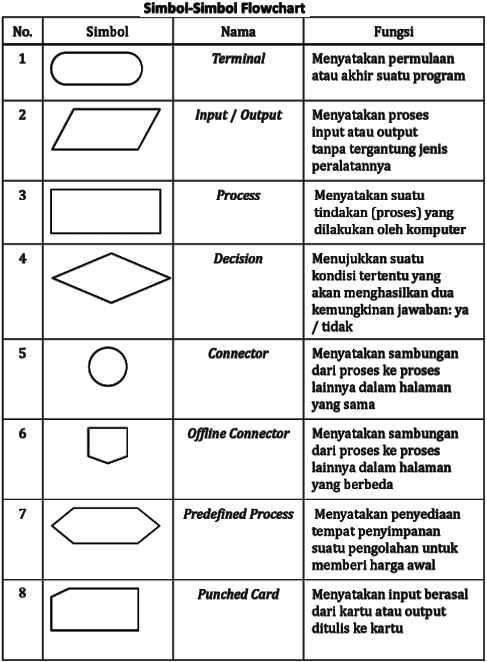 Simbol-Simbol Flowchart
No. Simbol Nama Fungsi
1 Terminal Menyatakan permulaan
atau akhir suatu program
2 Input / Output Menyatakan proses
input atau output
tanpa tergantung jenis
peralatannya
3 Process Menyatakan suatu
tindakan (proses) yang
dilakukan oleh komputer
4 Decision Menujukkan suatu
kondisi tertentu yang
akan menghasilkan dua
kemungkinan jawaban: ya
/ tidak
5 Connector Menyatakan sambungan
dari proses ke proses
lainnya dalam halaman
yang sama
6 Offline Connector Menyatakan sambungan
dari proses ke proses
lainnya dalam halaman
yang berbeda
7 Predefined Process Menyatakan penyediaan
tempat penyimpanan
suatu pengolahan untuk
memberi harga awal
8 Punched Card Menyatakan input berasal
dari kartu atau output
ditulis ke kartu